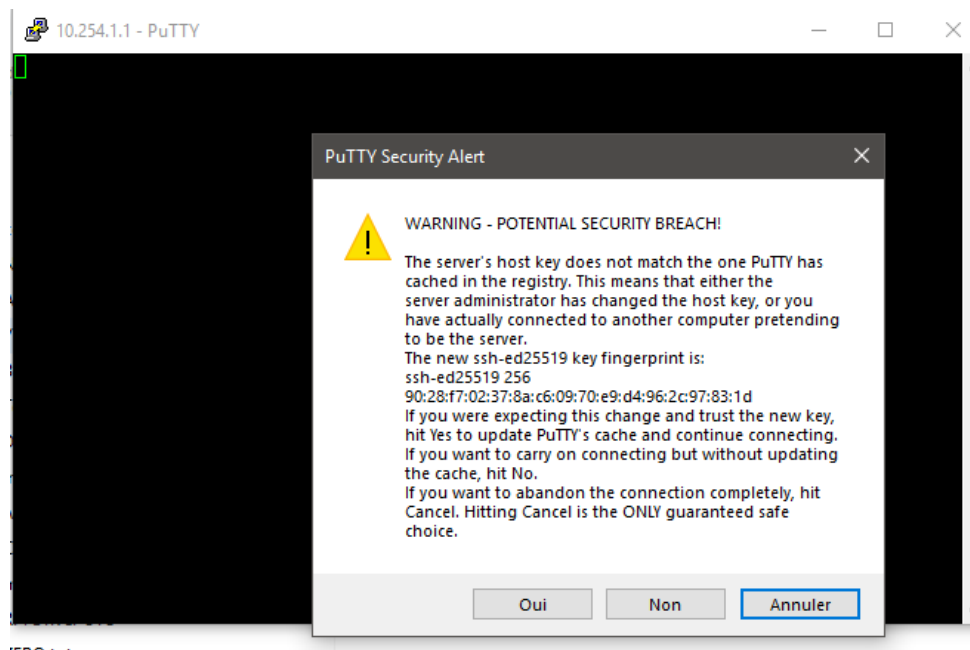 10.254.1.1 - PuTTY
PuTTY Security Alert
WARNING - POTENTIAL SECURITY BREACH!
The server's host key does not match the one PuTTY has
cached in the registry. This means that either the
server administrator has changed the host key, or you
have actually connected to another computer pretending
to be the server.
The new ssh-ed25519 key fingerprint is:
ssh-ed25519 256
90:28:f7:02:37:8a:c6:09:70:e9:d4:96:2c:97:83:1d
If you were expecting this change and trust the new key,
hit Yes to update PuTTY's cache and continue connecting.
If you want to carry on connecting but without updating
the cache, hit No.
If you want to abandon the connection completely, hit
Cancel. Hitting Cancel is the ONLY guaranteed safe
choice.
Oui Non Annuler